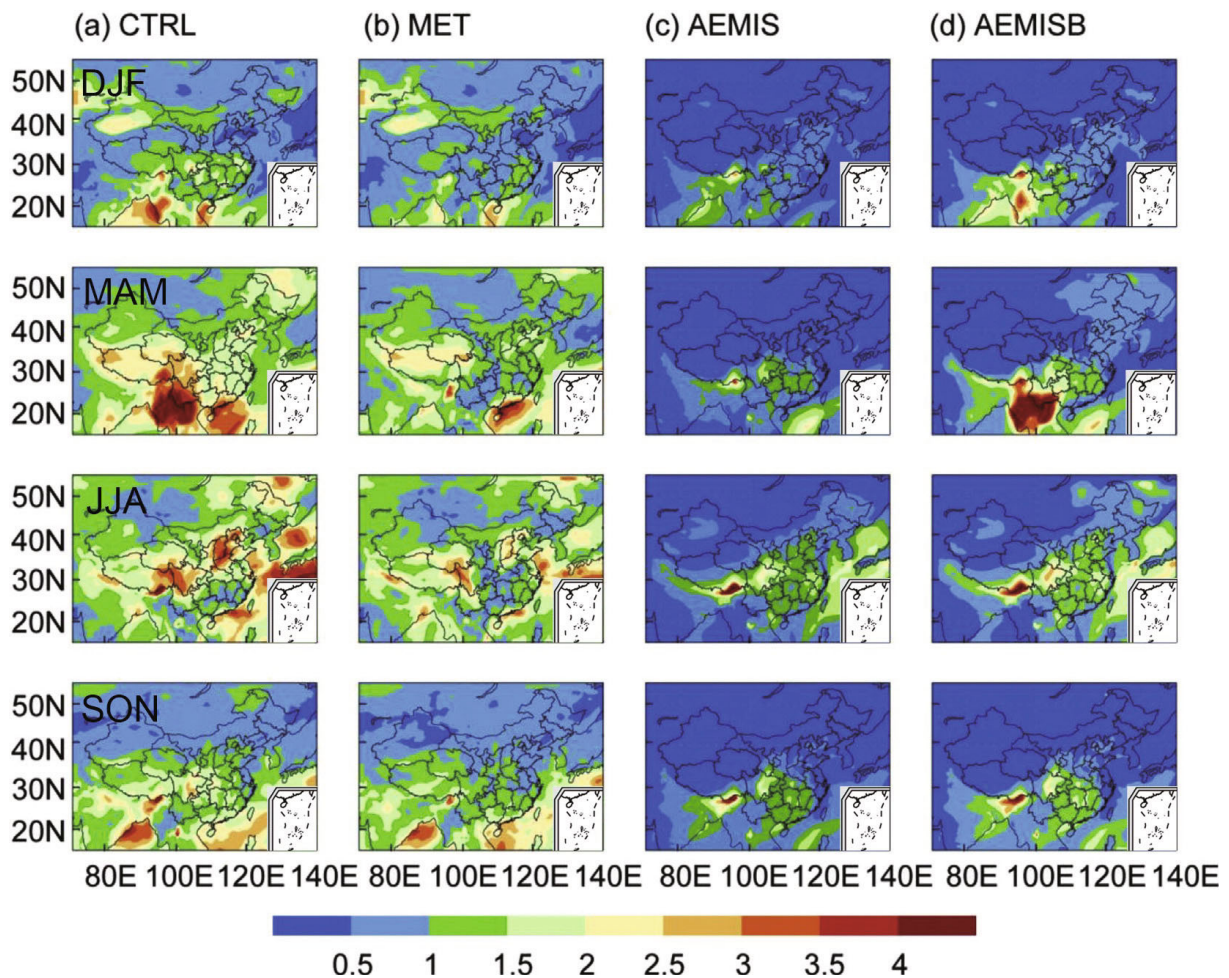 (a) CTRL (b) MET (c) AEMIS (d) AEMISB
DJF
50N
40N
30N
20N
MAM
50N
40N
30N
20N
JJA
50N
40N
30N
20N
SON
50N
40N
30N
20N
80E 100E 120E 140E 80E 100E 120E 140E 80E 100E 120E 140E 80E 100E 120E 140E
0.5 1 1.5 2 2.5 3 3.5 4